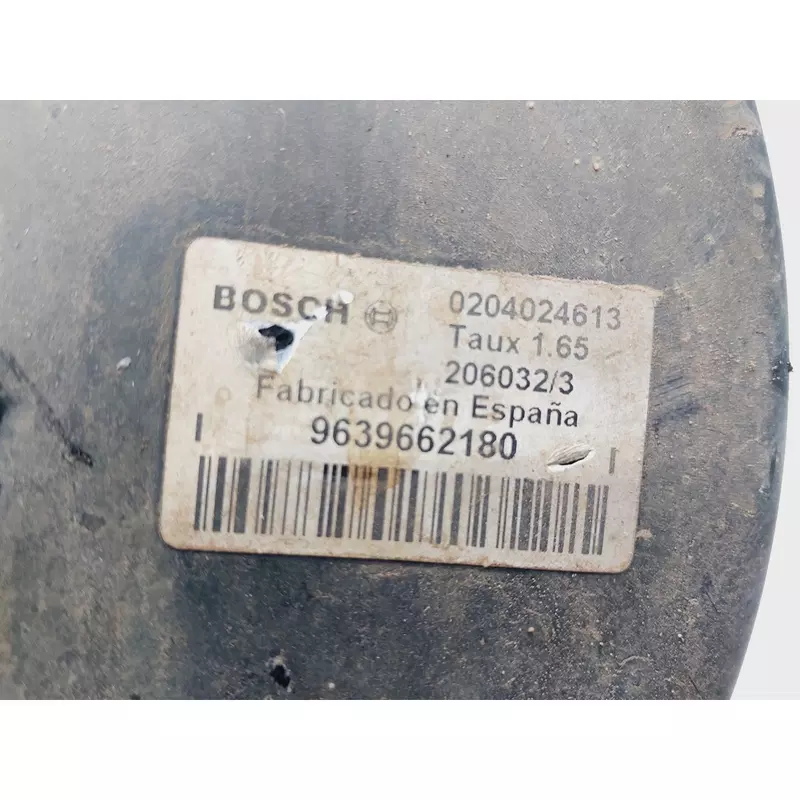 BOSCH 0204024613
Taux 1.65
206032/3
Fabricado en España
9639662180